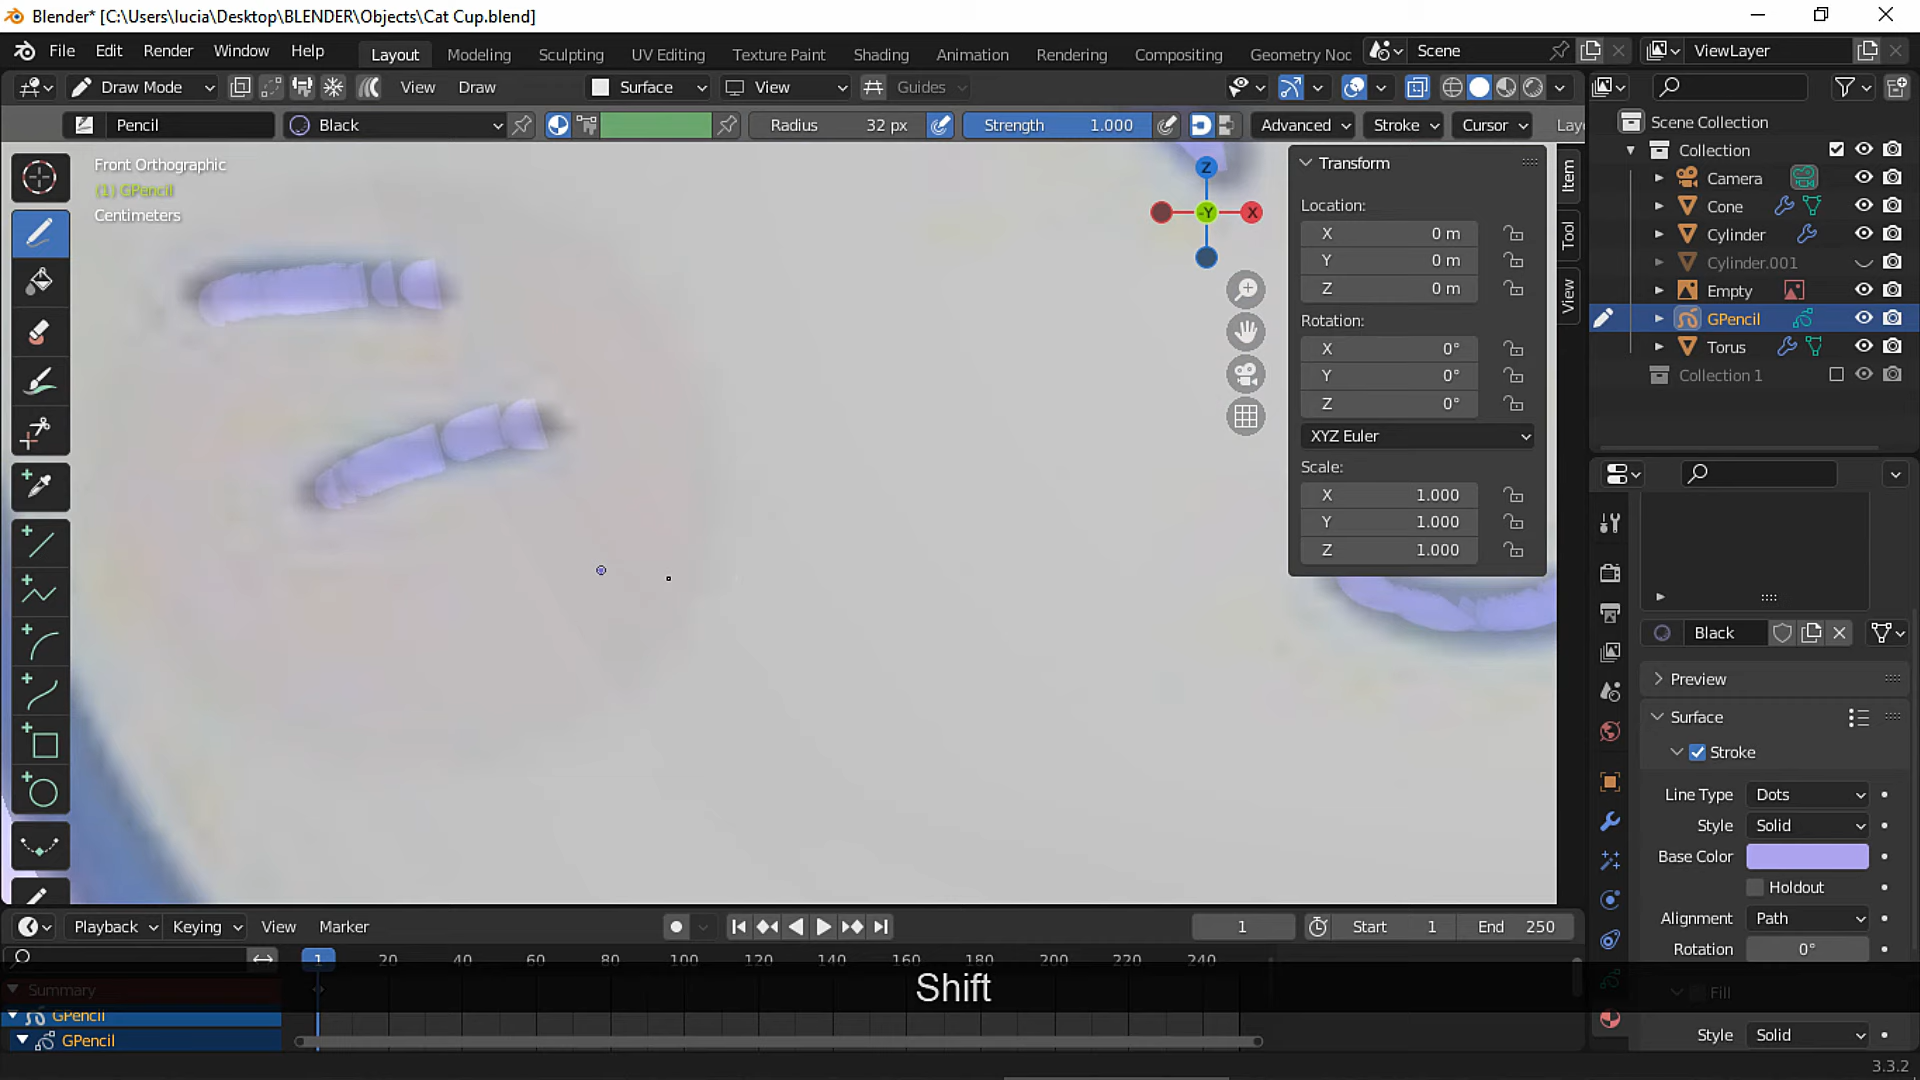 Blender* [C:\Users\lucia\Desktop\BLENDER\Objects\Cat Cup.blend]
File Edit Render Window Help Layout Modeling Sculpting UV Editing Texture Paint Shading Animation Rendering Compositing Geometry Noc Scene ViewLayer
Draw Mode View Draw Surface View Guides
Pencil Black Radius 32 px Strength 1.000 Advanced Stroke Cursor Lay
Front Orthographic
(1) GPencil
Centimeters
Z
-Y
X
Transform
Location:
X 0 m
Y 0 m
Z 0 m
Rotation:
X 0°
Y 0°
Z 0°
XYZ Euler
Scale:
X 1.000
Y 1.000
Z 1.000
Item
Tool
View
Scene Collection
Collection
Camera
Cone
Cylinder
Cylinder.001
Empty
GPencil
Torus
Collection 1
Black
Preview
Surface
Stroke
Line Type Dots
Style Solid
Base Color
Holdout
Alignment Path
Rotation 0°
Fill
Style Solid
Playback Keying View Marker 1 Start 1 End 250
1 20 40 60 80 100 120 140 160 180 200 220 240
Summary
GPencil
GPencil
Shift
3.3.2